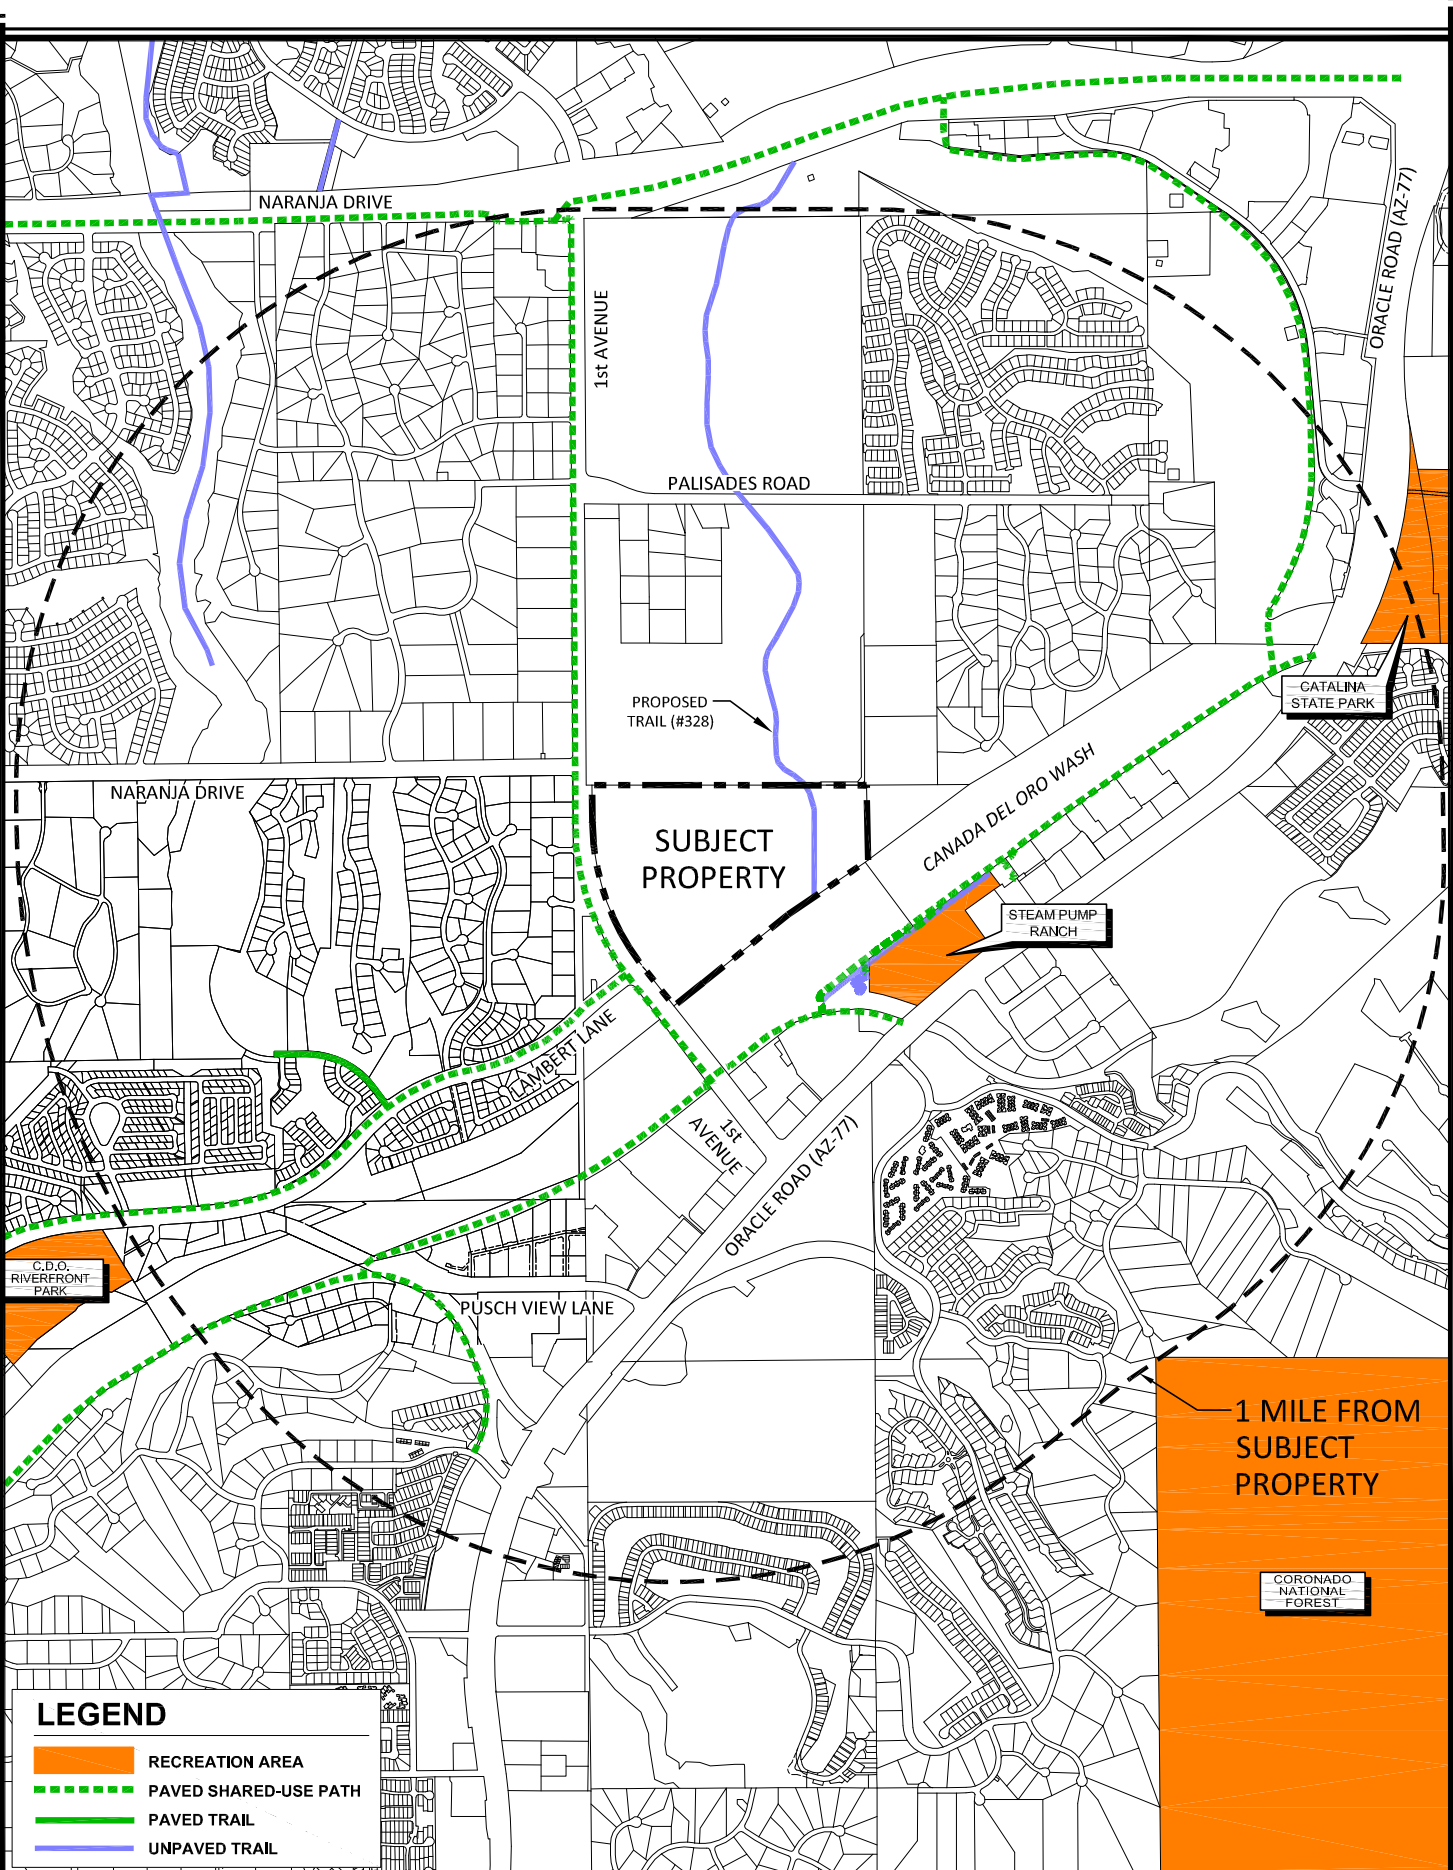 NARANJA DRIVE
1st AVENUE
ORACLE ROAD (AZ-77)
PALISADES ROAD
PROPOSED
TRAIL (#328)
CATALINA
STATE PARK
NARANJA DRIVE
SUBJECT
PROPERTY
CANADA DEL ORO WASH
STEAM PUMP
RANCH
LAMBERT LANE
1st
AVENUE
ORACLE ROAD (AZ-77)
C.D.O.
RIVERFRONT
PARK
PUSCH VIEW LANE
1 MILE FROM
SUBJECT
PROPERTY
CORONADO
NATIONAL
FOREST
LEGEND
RECREATION AREA
PAVED SHARED-USE PATH
PAVED TRAIL
UNPAVED TRAIL